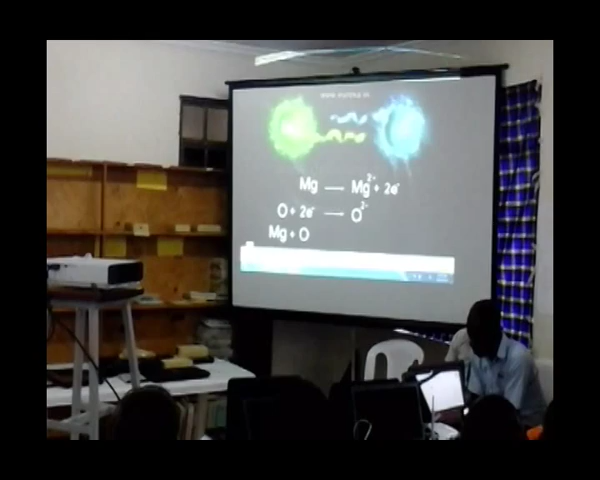 Mg — Mg²⁺ + 2e⁻
O + 2e⁻ — O²⁻
Mg + O